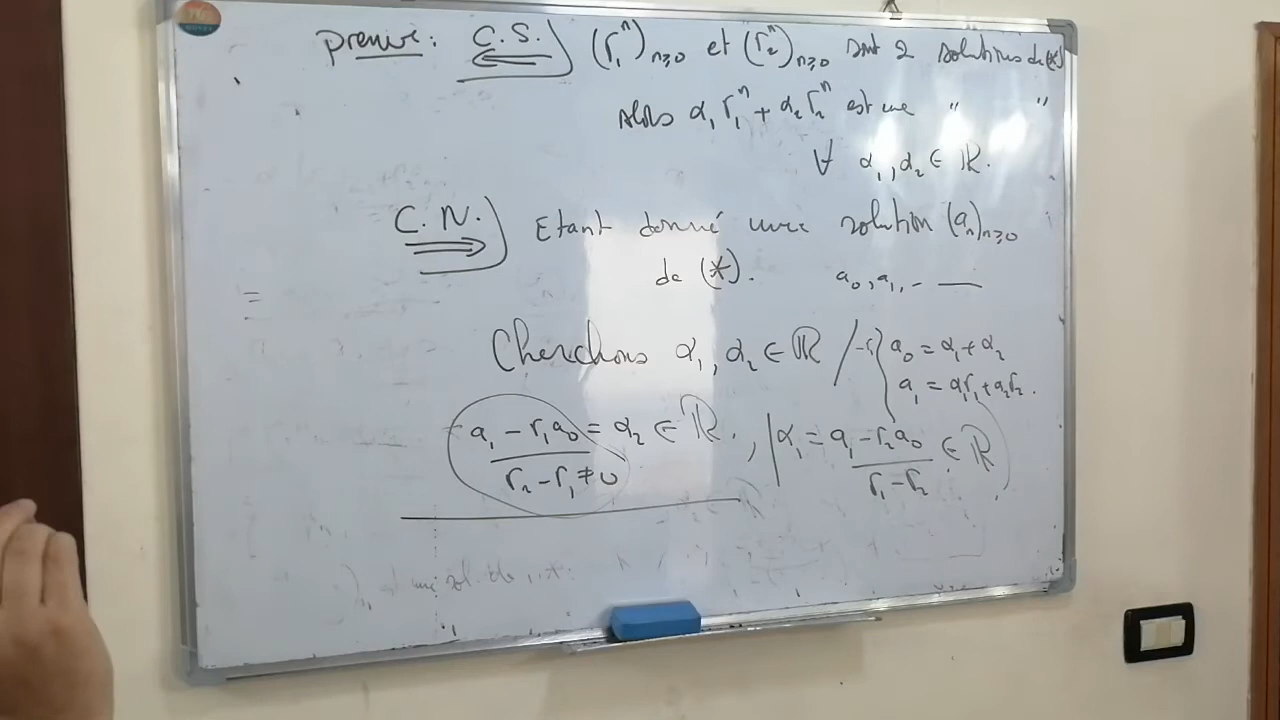 preuve : C.S. (r₁ⁿ)ₙ≥₀ et (r₂ⁿ)ₙ≥₀ sont 2 solutions de (*)
alors α₁r₁ⁿ + α₂r₂ⁿ est une " "
∀ α₁, α₂ ∈ ℝ.
C.N. ⇒ Etant donné une solution (aₙ)ₙ≥₀
de (*). a₀, a₁, ...
Cherchons α₁, α₂ ∈ ℝ / -r₁ { a₀ = α₁ + α₂
a₁ = α₁r₁ + α₂r₂.
(a₁ - r₁a₀)/(r₂ - r₁ ≠ 0) = α₂ ∈ ℝ. , | α₁ = (a₁ - r₂a₀)/(r₁ - r₂) ∈ ℝ